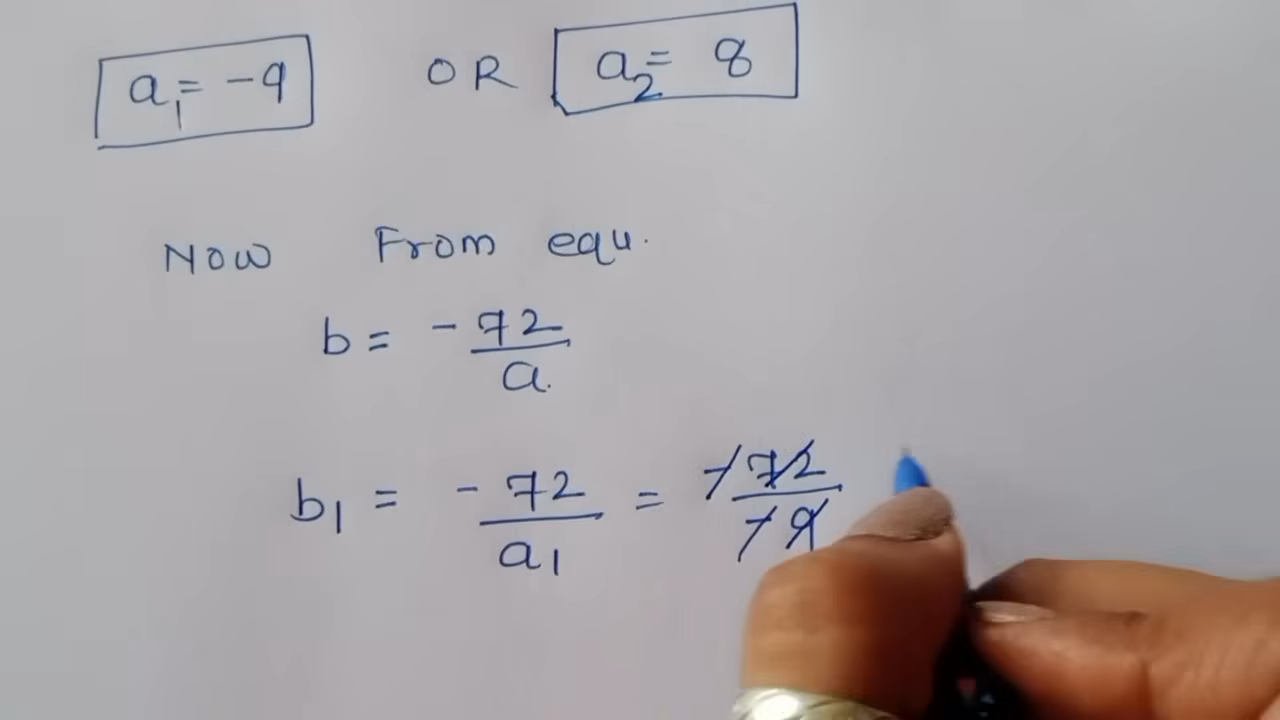 a₁ = -9 OR a₂ = 8
Now From equ.
b = -72/a.
b₁ = -72/a₁ = -72/-9